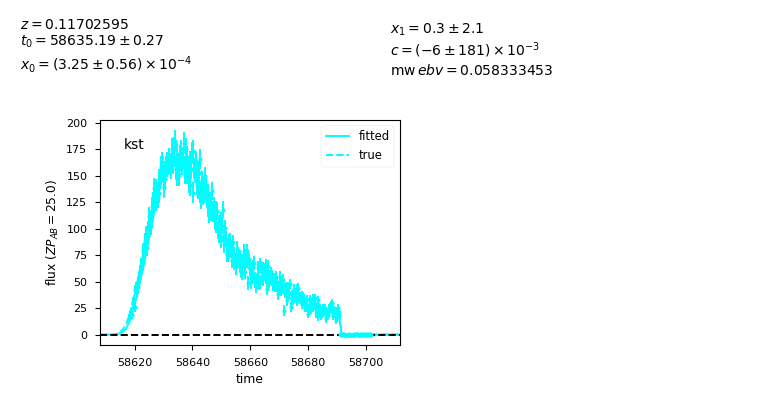 z = 0.11702595
t₀ = 58635.19 ± 0.27
x₀ = (3.25 ± 0.56) × 10⁻⁴
x₁ = 0.3 ± 2.1
c = (−6 ± 181) × 10⁻³
mw ebv = 0.058333453
kst
fitted
true
200
175
150
125
100
75
50
25
0
flux (ZP_AB = 25.0)
58620 58640 58660 58680 58700
time